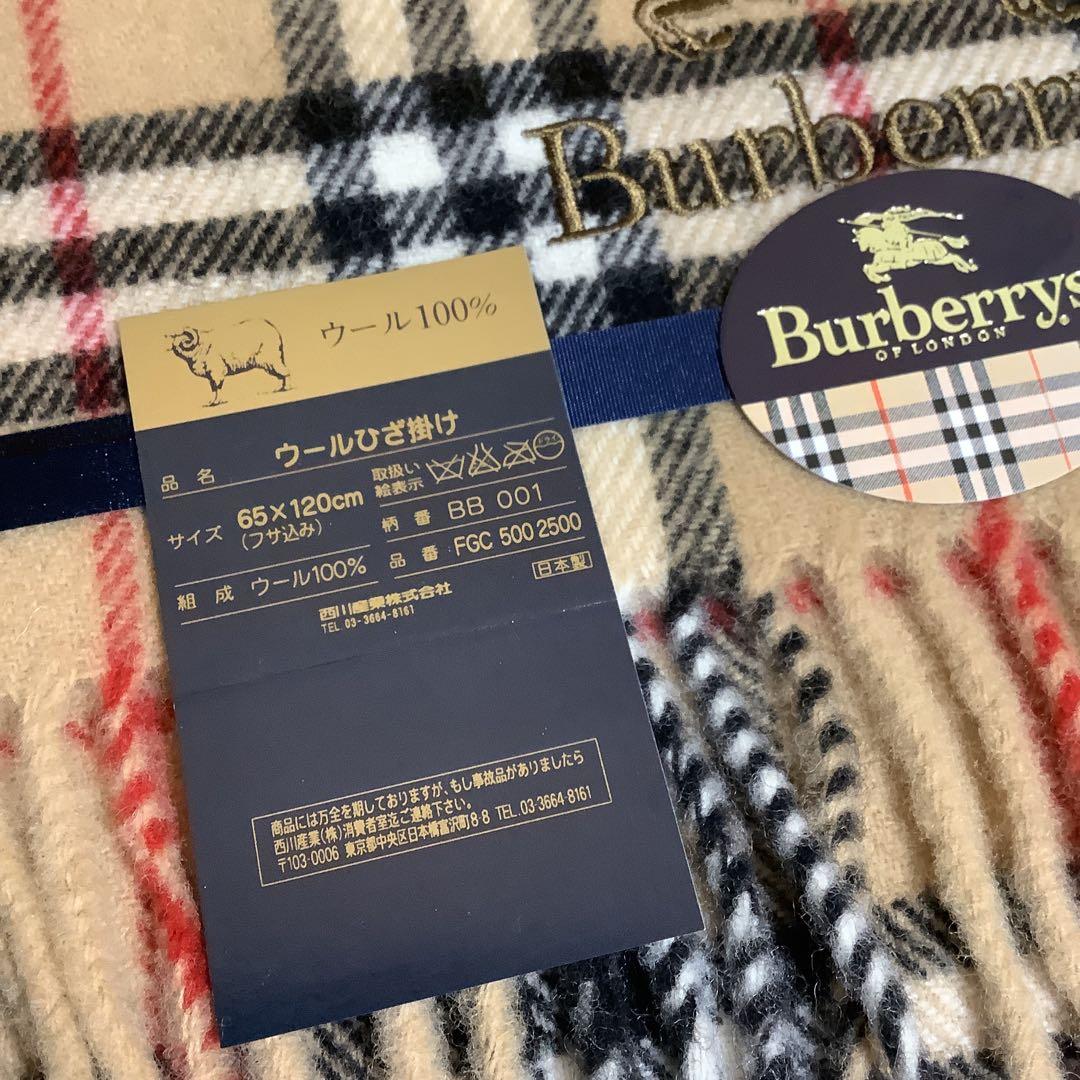 Burberry
Burberrys
OF LONDON
ウール100%
品名 ウールひざ掛け
サイズ 65×120cm
(フサ込み)
組成 ウール100%
取扱い
絵表示 ドライ
柄番 BB 001
品番 FGC 500 2500
西川産業株式会社
TEL 03-3664-8161
日本製
商品には万全を期しておりますが、もし事故品がありましたら
西川産業(株)消費者室迄ご連絡下さい。
〒103-0006 東京都中央区日本橋富沢町8-8 TEL.03-3664-8161